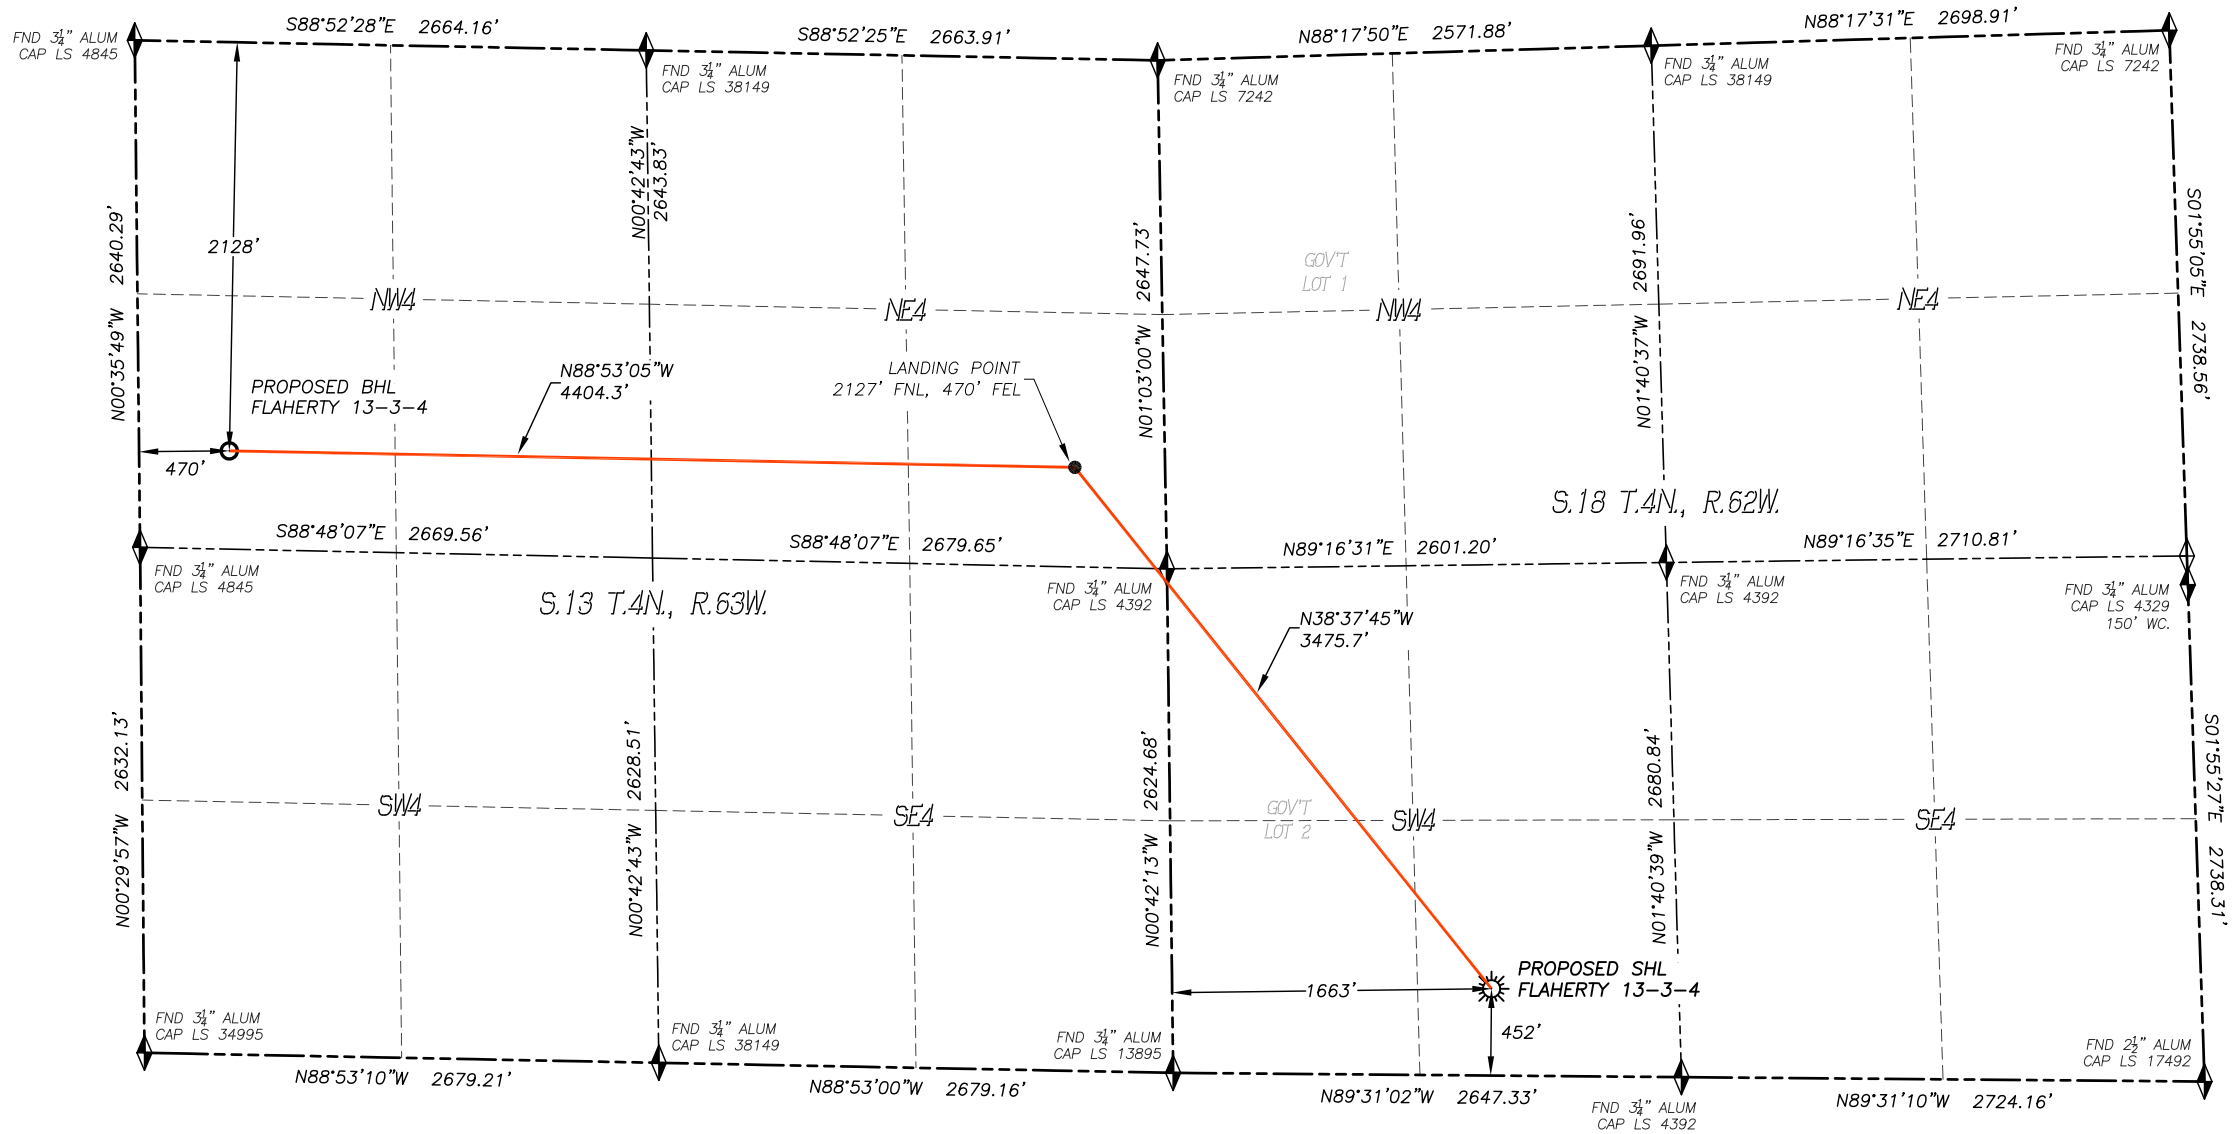 S88°52'28"E 2664.16'
S88°52'25"E 2663.91'
N88°17'50"E 2571.88'
N88°17'31"E 2698.91'
FND 3¼" ALUM
CAP LS 4845
FND 3¼" ALUM
CAP LS 38149
FND 3¼" ALUM
CAP LS 7242
FND 3¼" ALUM
CAP LS 38149
FND 3¼" ALUM
CAP LS 7242
N00°35'49"W 2640.29'
2128'
N00°42'43"W
2643.83'
N01°03'00"W 2647.73'
GOV'T
LOT 1
N01°40'37"W 2691.96'
S01°55'05"E 2738.56'
NW4
NE4
NW4
NE4
PROPOSED BHL
FLAHERTY 13-3-4
N88°53'05"W
4404.3'
LANDING POINT
2127' FNL, 470' FEL
470'
S.18 T.4N., R.62W.
S88°48'07"E 2669.56'
S88°48'07"E 2679.65'
N89°16'31"E 2601.20'
N89°16'35"E 2710.81'
FND 3¼" ALUM
CAP LS 4845
S.13 T.4N., R.63W.
FND 3¼" ALUM
CAP LS 4392
FND 3¼" ALUM
CAP LS 4392
FND 3¼" ALUM
CAP LS 4329
150' WC.
N38°37'45"W
3475.7'
N00°29'57"W 2632.13'
N00°42'43"W 2628.51'
N00°42'13"W 2624.68'
N01°40'39"W 2680.84'
S01°55'27"E 2738.31'
SW4
SE4
GOV'T
LOT 2
SW4
SE4
PROPOSED SHL
FLAHERTY 13-3-4
1663'
452'
FND 3¼" ALUM
CAP LS 34995
FND 3¼" ALUM
CAP LS 38149
FND 3¼" ALUM
CAP LS 13895
FND 3¼" ALUM
CAP LS 4392
FND 2½" ALUM
CAP LS 17492
N88°53'10"W 2679.21'
N88°53'00"W 2679.16'
N89°31'02"W 2647.33'
N89°31'10"W 2724.16'